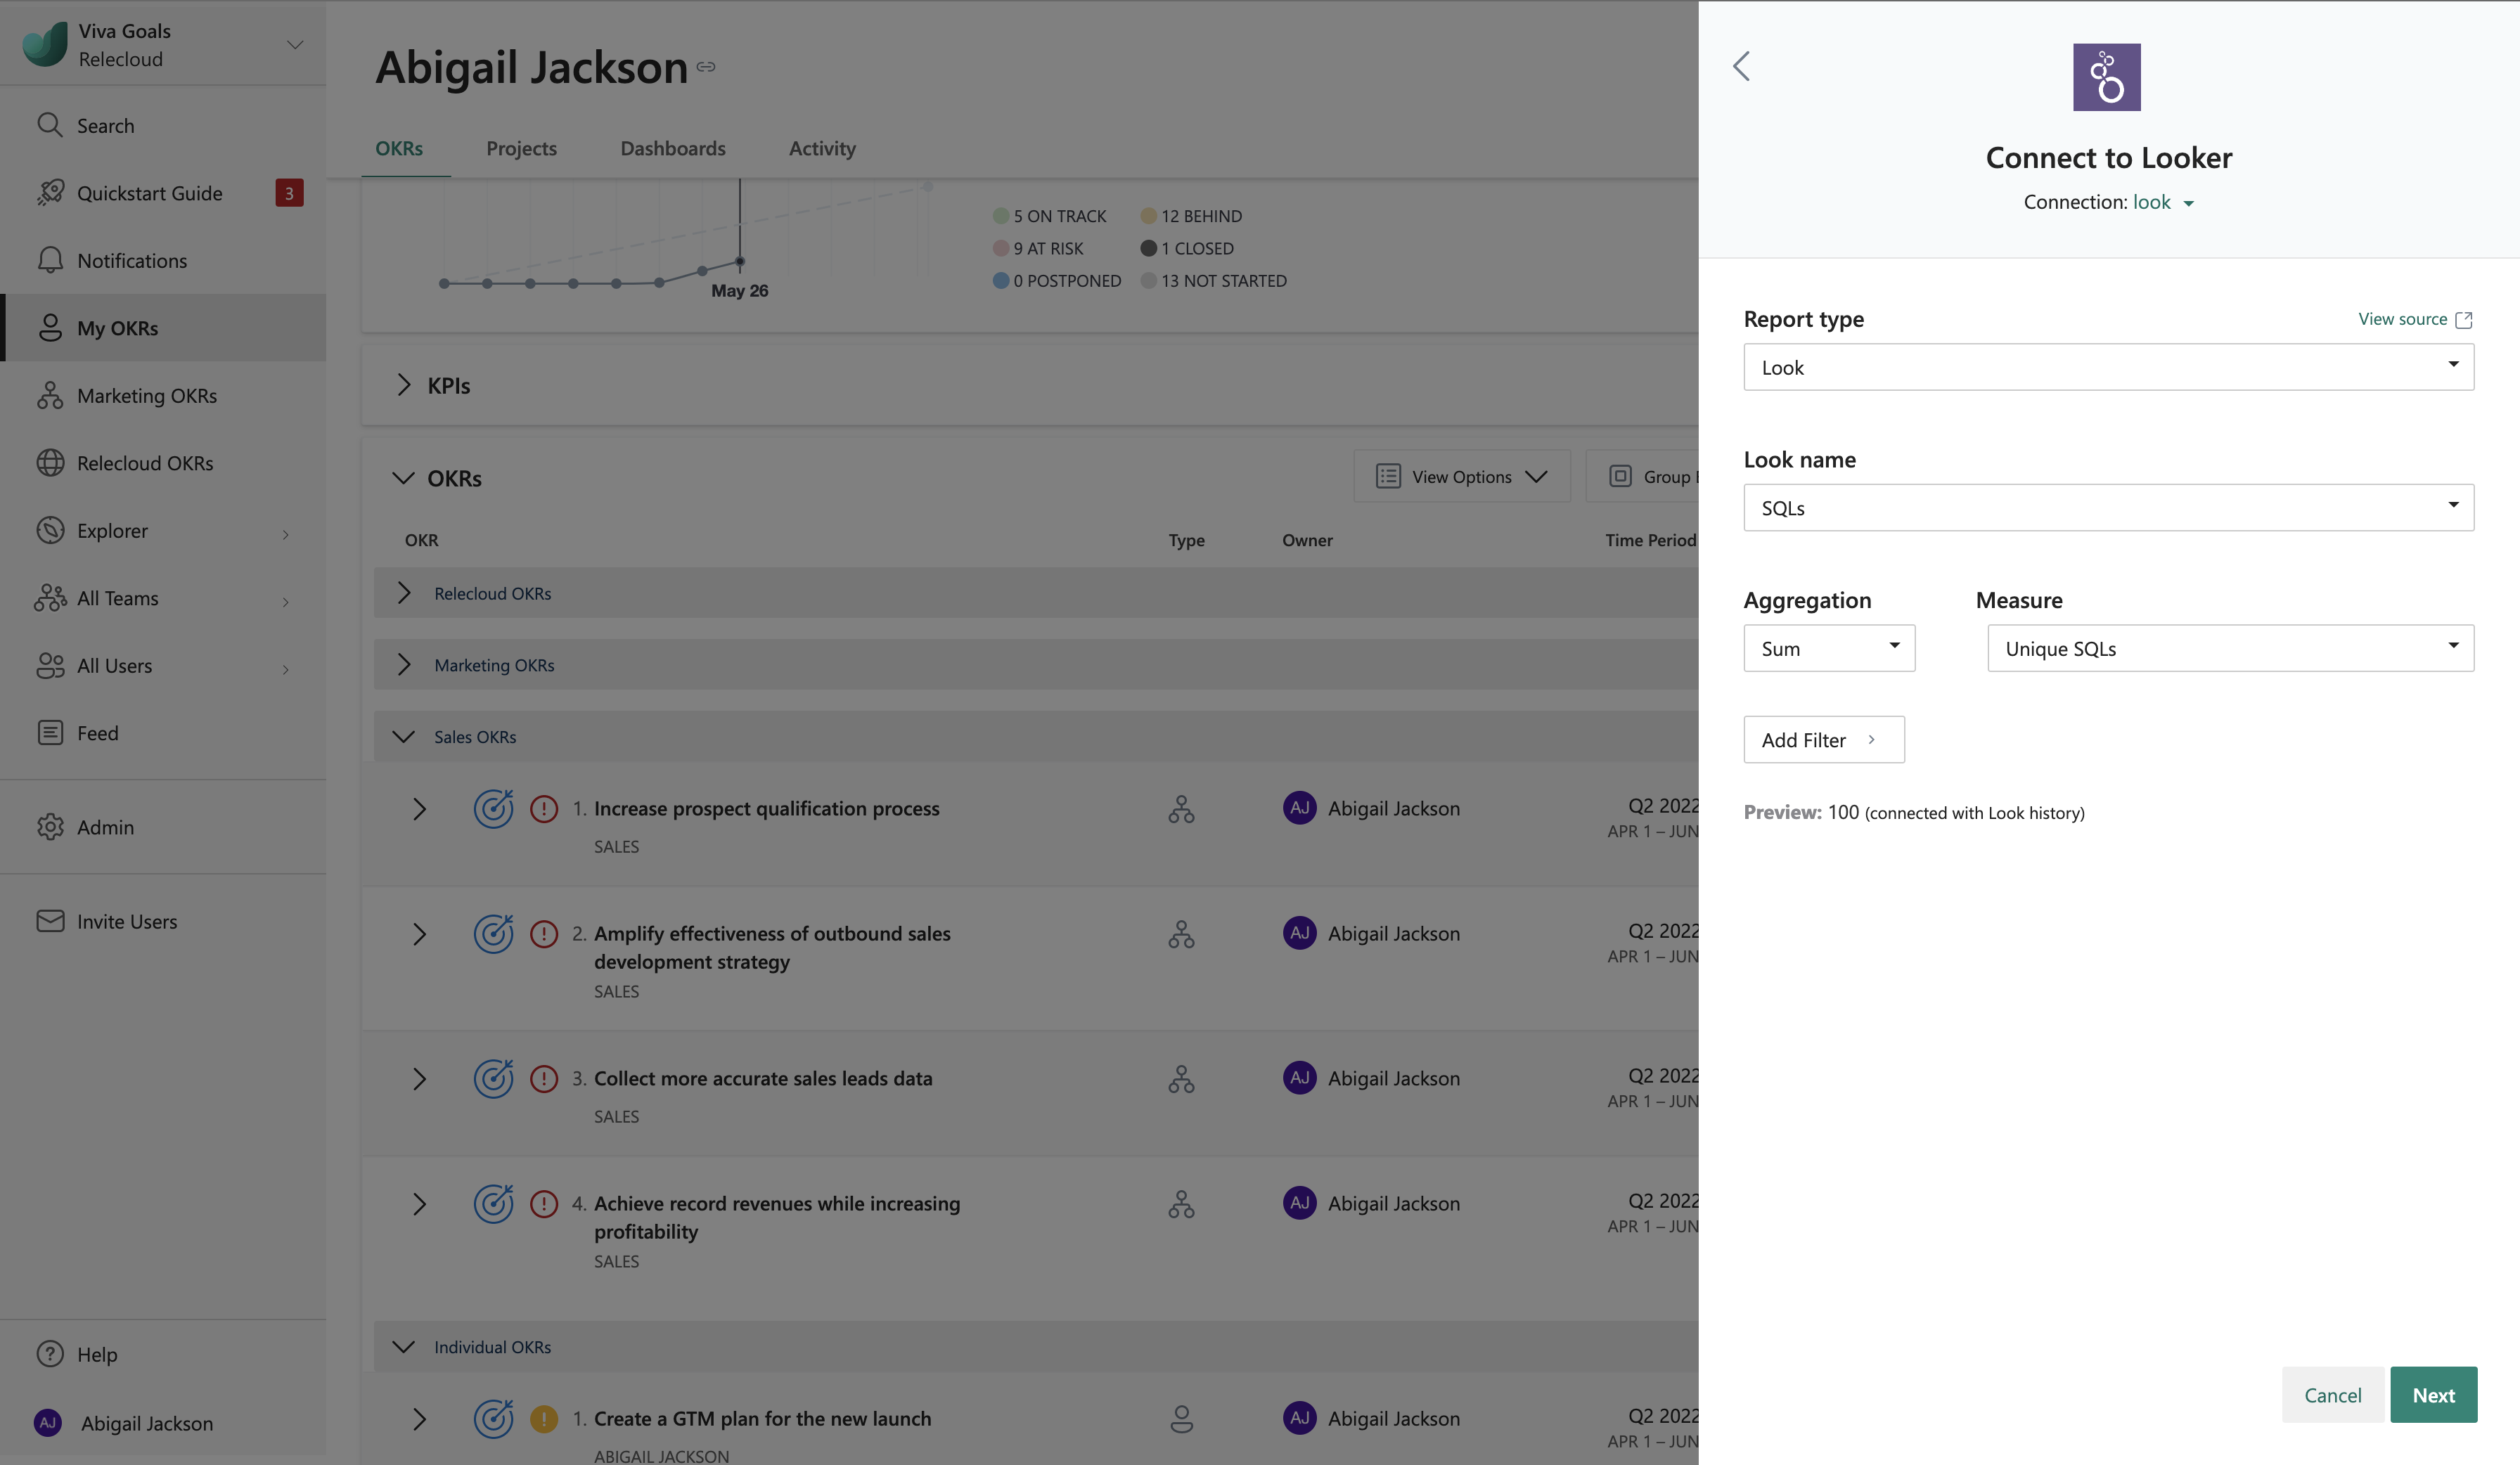 Viva Goals
Relecloud
Search
Quickstart Guide 3
Notifications
My OKRs
Marketing OKRs
Relecloud OKRs
Explorer
All Teams
All Users
Feed
Admin
Invite Users
Help
AJ Abigail Jackson
Abigail Jackson
OKRs Projects Dashboards Activity
5 ON TRACK 12 BEHIND
9 AT RISK 1 CLOSED
0 POSTPONED 13 NOT STARTED
May 26
KPIs
OKRs View Options Group
OKR Type Owner Time Period
Relecloud OKRs
Marketing OKRs
Sales OKRs
1. Increase prospect qualification process AJ Abigail Jackson Q2 2022
SALES APR 1 – JUN
2. Amplify effectiveness of outbound sales AJ Abigail Jackson Q2 2022
development strategy APR 1 – JUN
SALES
3. Collect more accurate sales leads data AJ Abigail Jackson Q2 2022
SALES APR 1 – JUN
4. Achieve record revenues while increasing AJ Abigail Jackson Q2 2022
profitability APR 1 – JUN
SALES
Individual OKRs
1. Create a GTM plan for the new launch AJ Abigail Jackson Q2 2022
ABIGAIL JACKSON APR 1 – JUN
Connect to Looker
Connection: look
Report type View source
Look
Look name
SQLs
Aggregation Measure
Sum Unique SQLs
Add Filter
Preview: 100 (connected with Look history)
Cancel Next